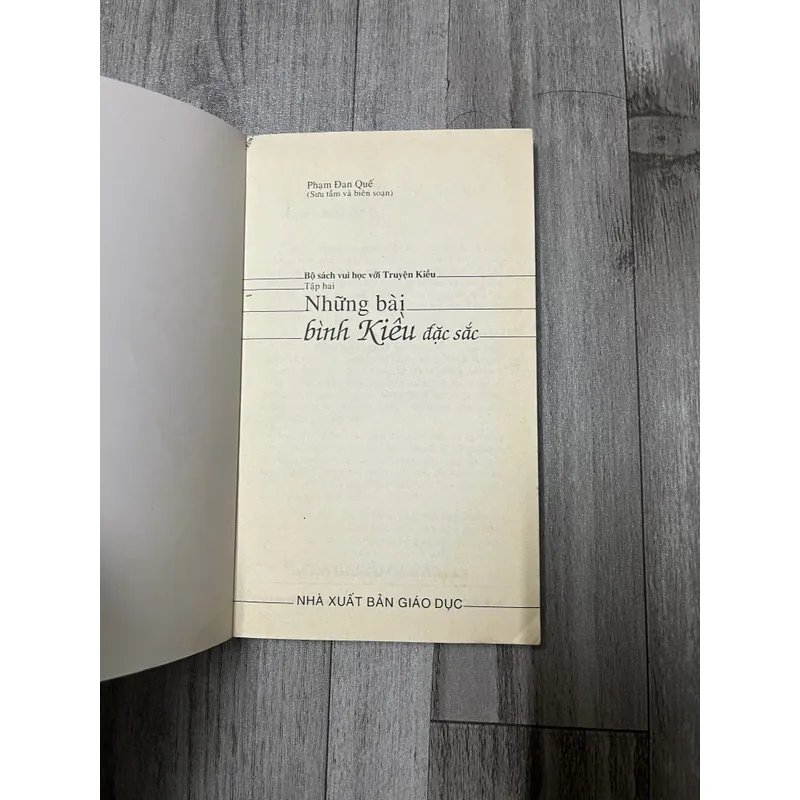 Phạm Đan Quế
(Sưu tầm và biên soạn)
Bộ sách vui học với Truyện Kiều
Tập hai
Những bài
bình Kiều đặc sắc
NHÀ XUẤT BẢN GIÁO DỤC